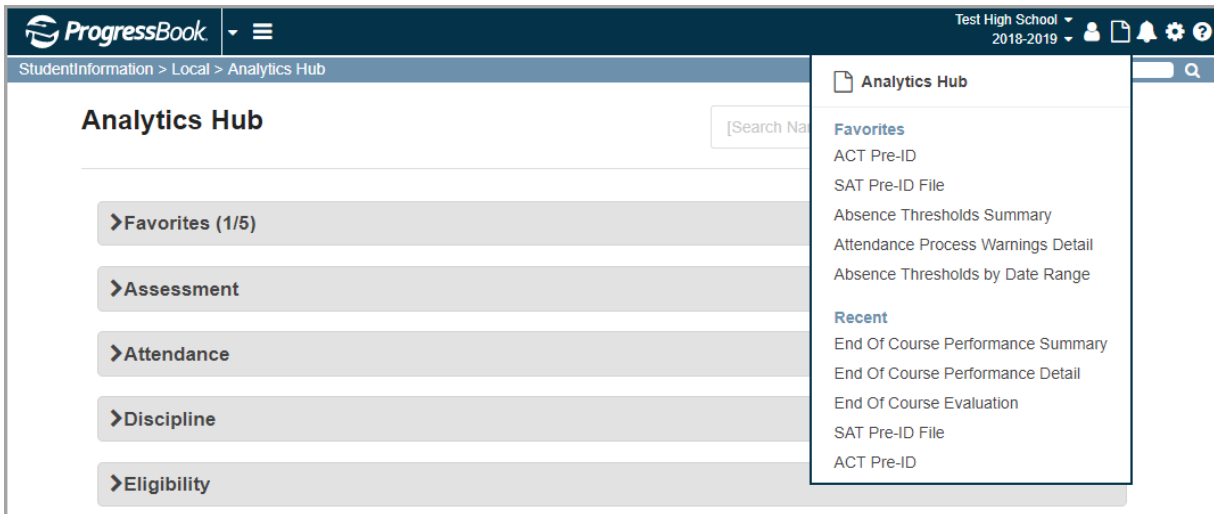 ProgressBook
Test High School
2018-2019
StudentInformation > Local > Analytics Hub
Analytics Hub
[Search
Favorites (1/5)
Assessment
Attendance
Discipline
Eligibility
Analytics Hub
Favorites
ACT Pre-ID
SAT Pre-ID File
Absence Thresholds Summary
Attendance Process Warnings Detail
Absence Thresholds by Date Range
Recent
End Of Course Performance Summary
End Of Course Performance Detail
End Of Course Evaluation
SAT Pre-ID File
ACT Pre-ID